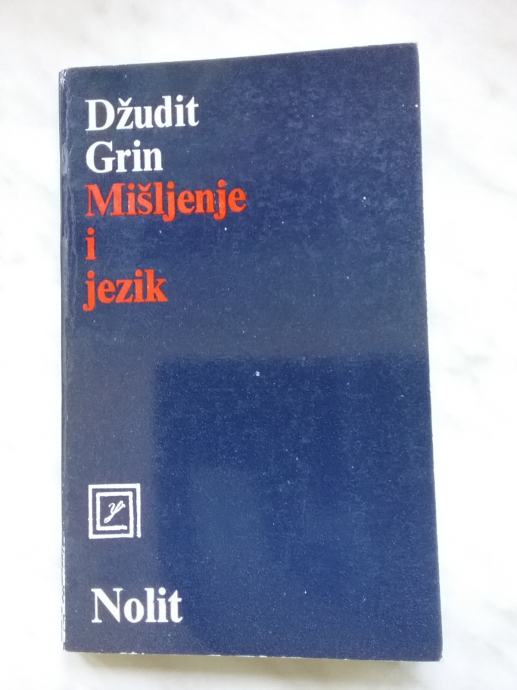 Džudit
Grin
Mišljenje
i
jezik
Nolit